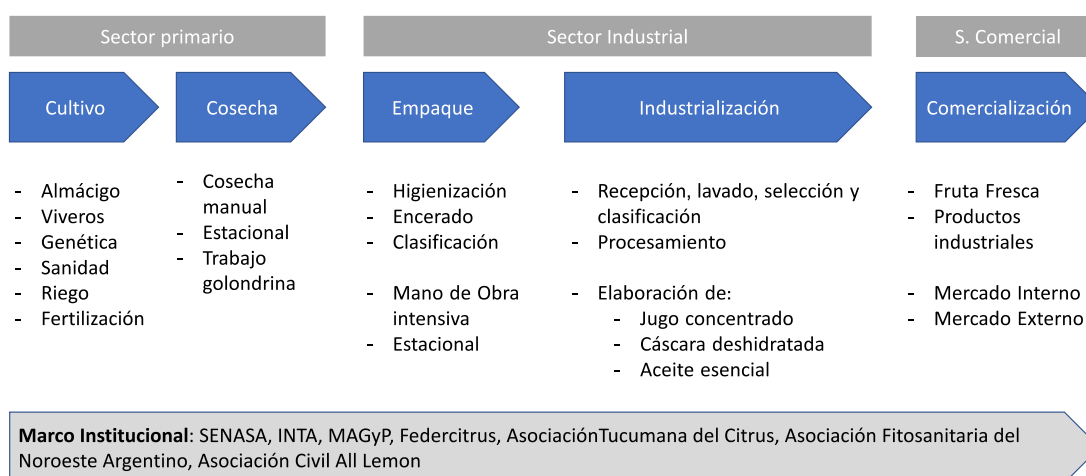 Sector primario
Sector Industrial
S. Comercial
Cultivo
Cosecha
Empaque
Industrialización
Comercialización
- Almácigo
- Viveros
- Genética
- Sanidad
- Riego
- Fertilización
- Cosecha
manual
- Estacional
- Trabajo
golondrina
- Higienización
- Encerado
- Clasificación
- Mano de Obra
intensiva
- Estacional
- Recepción, lavado, selección y
clasificación
- Procesamiento
- Elaboración de:
- Jugo concentrado
- Cáscara deshidratada
- Aceite esencial
- Fruta Fresca
- Productos
industriales
- Mercado Interno
- Mercado Externo
Marco Institucional: SENASA, INTA, MAGyP, Federcitrus, AsociaciónTucumana del Citrus, Asociación Fitosanitaria del
Noroeste Argentino, Asociación Civil All Lemon